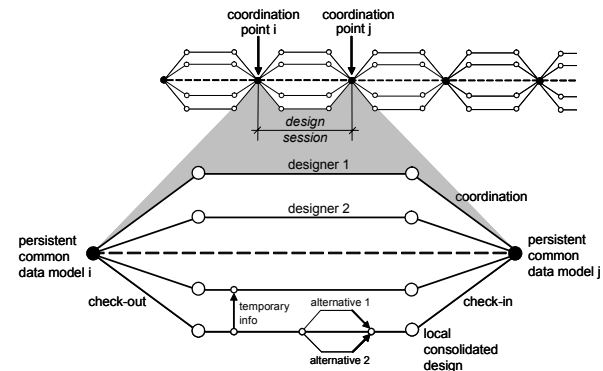 coordination
point i
coordination
point j
design
session
designer 1
coordination
designer 2
persistent
common
data model i
persistent
common
data model j
check-out
temporary
info
alternative 1
check-in
alternative 2
local
consolidated
design